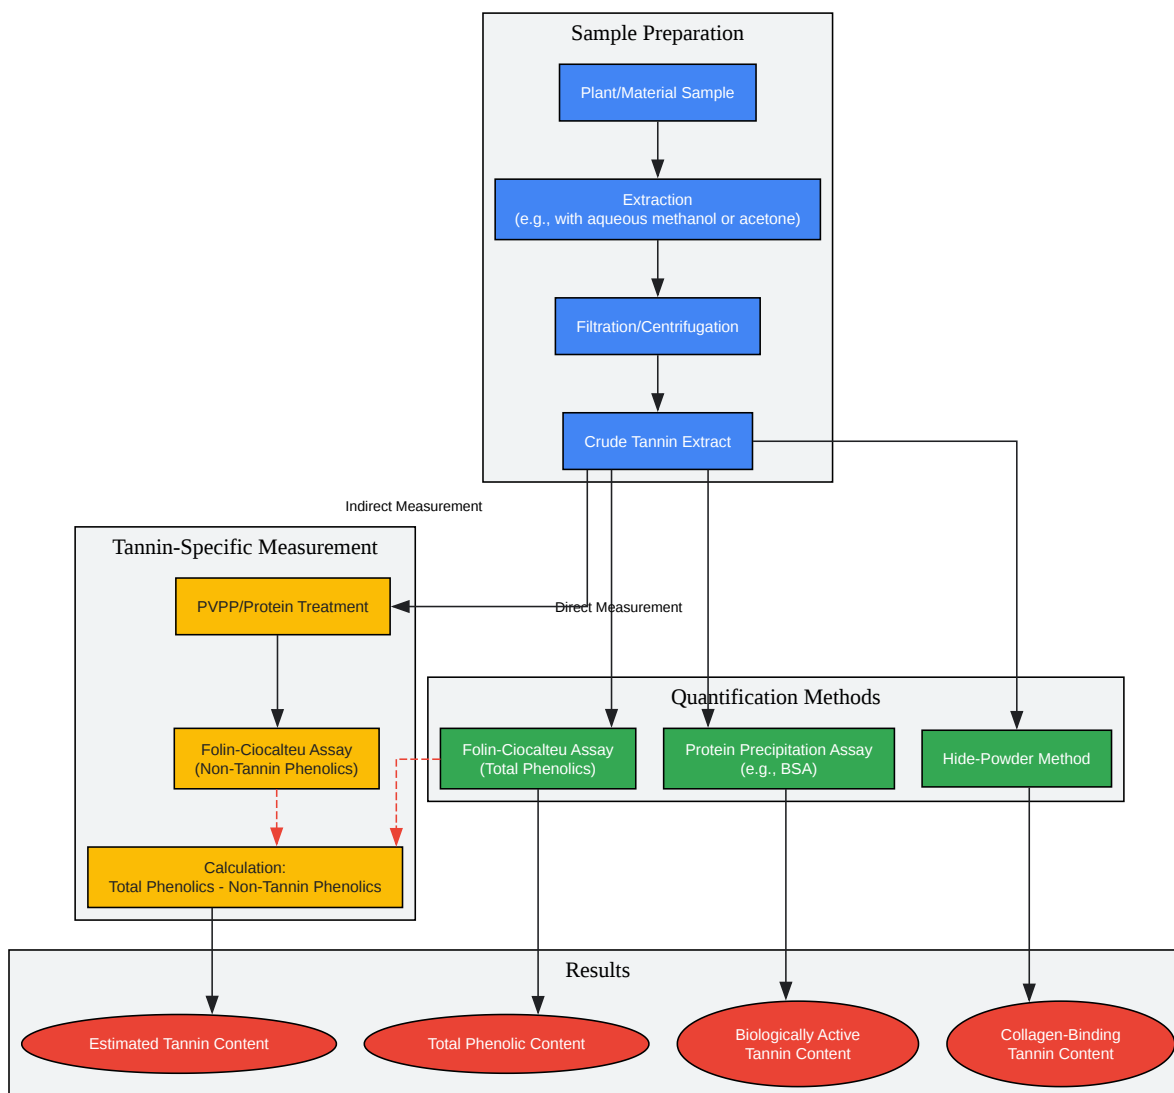 Sample Preparation
Plant/Material Sample
Extraction
(e.g., with aqueous methanol or acetone)
Filtration/Centrifugation
Crude Tannin Extract
Indirect Measurement
Tannin-Specific Measurement
PVPP/Protein Treatment
Direct Measurement
Quantification Methods
Folin-Ciocalteu Assay
(Non-Tannin Phenolics)
Folin-Ciocalteu Assay
(Total Phenolics)
Protein Precipitation Assay
(e.g., BSA)
Hide-Powder Method
Calculation:
Total Phenolics - Non-Tannin Phenolics
Results
Estimated Tannin Content
Total Phenolic Content
Biologically Active
Tannin Content
Collagen-Binding
Tannin Content